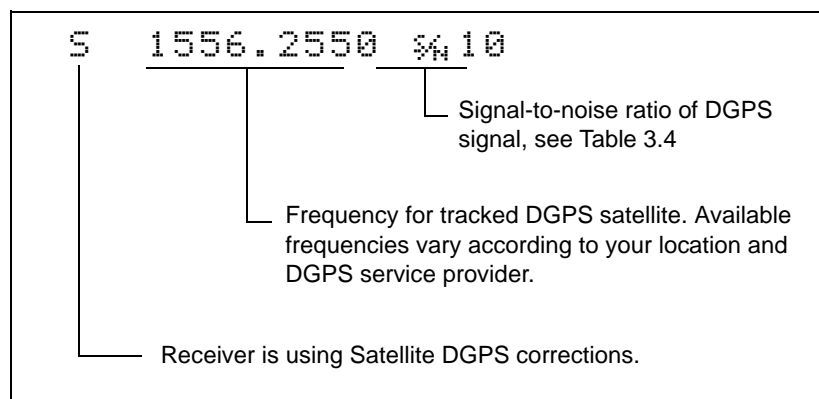 S 1556.2550 S/N 10
Signal-to-noise ratio of DGPS
signal, see Table 3.4
Frequency for tracked DGPS satellite. Available
frequencies vary according to your location and
DGPS service provider.
Receiver is using Satellite DGPS corrections.